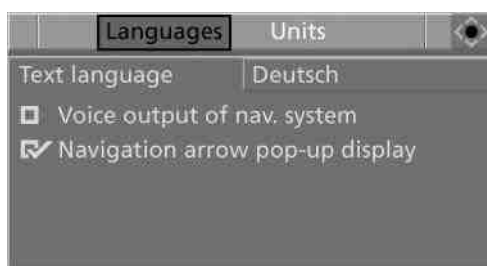 Languages Units
Text language Deutsch
Voice output of nav. system
Navigation arrow pop-up display